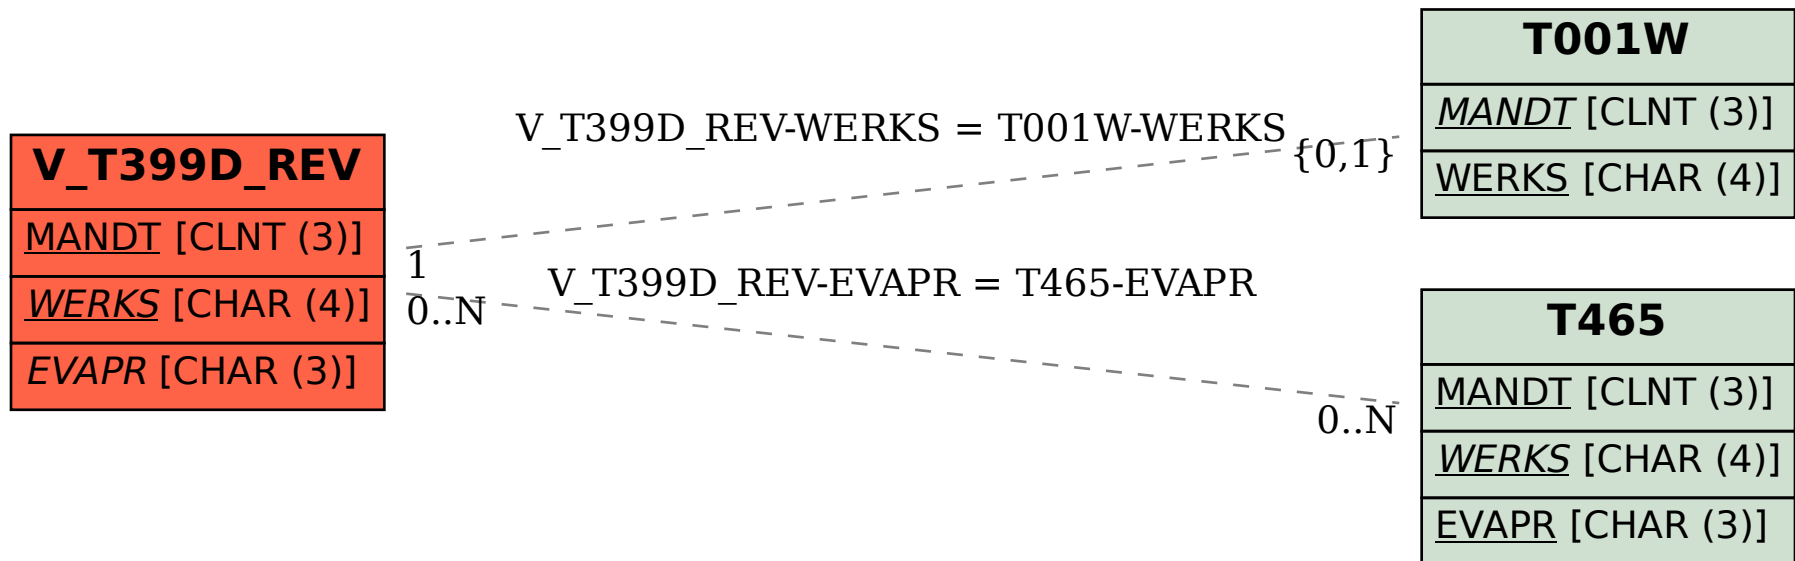 V_T399D_REV
MANDT [CLNT (3)]
WERKS [CHAR (4)]
EVAPR [CHAR (3)]
V_T399D_REV-WERKS = T001W-WERKS
{0,1}
1
V_T399D_REV-EVAPR = T465-EVAPR
0..N
0..N
T001W
MANDT [CLNT (3)]
WERKS [CHAR (4)]
T465
MANDT [CLNT (3)]
WERKS [CHAR (4)]
EVAPR [CHAR (3)]